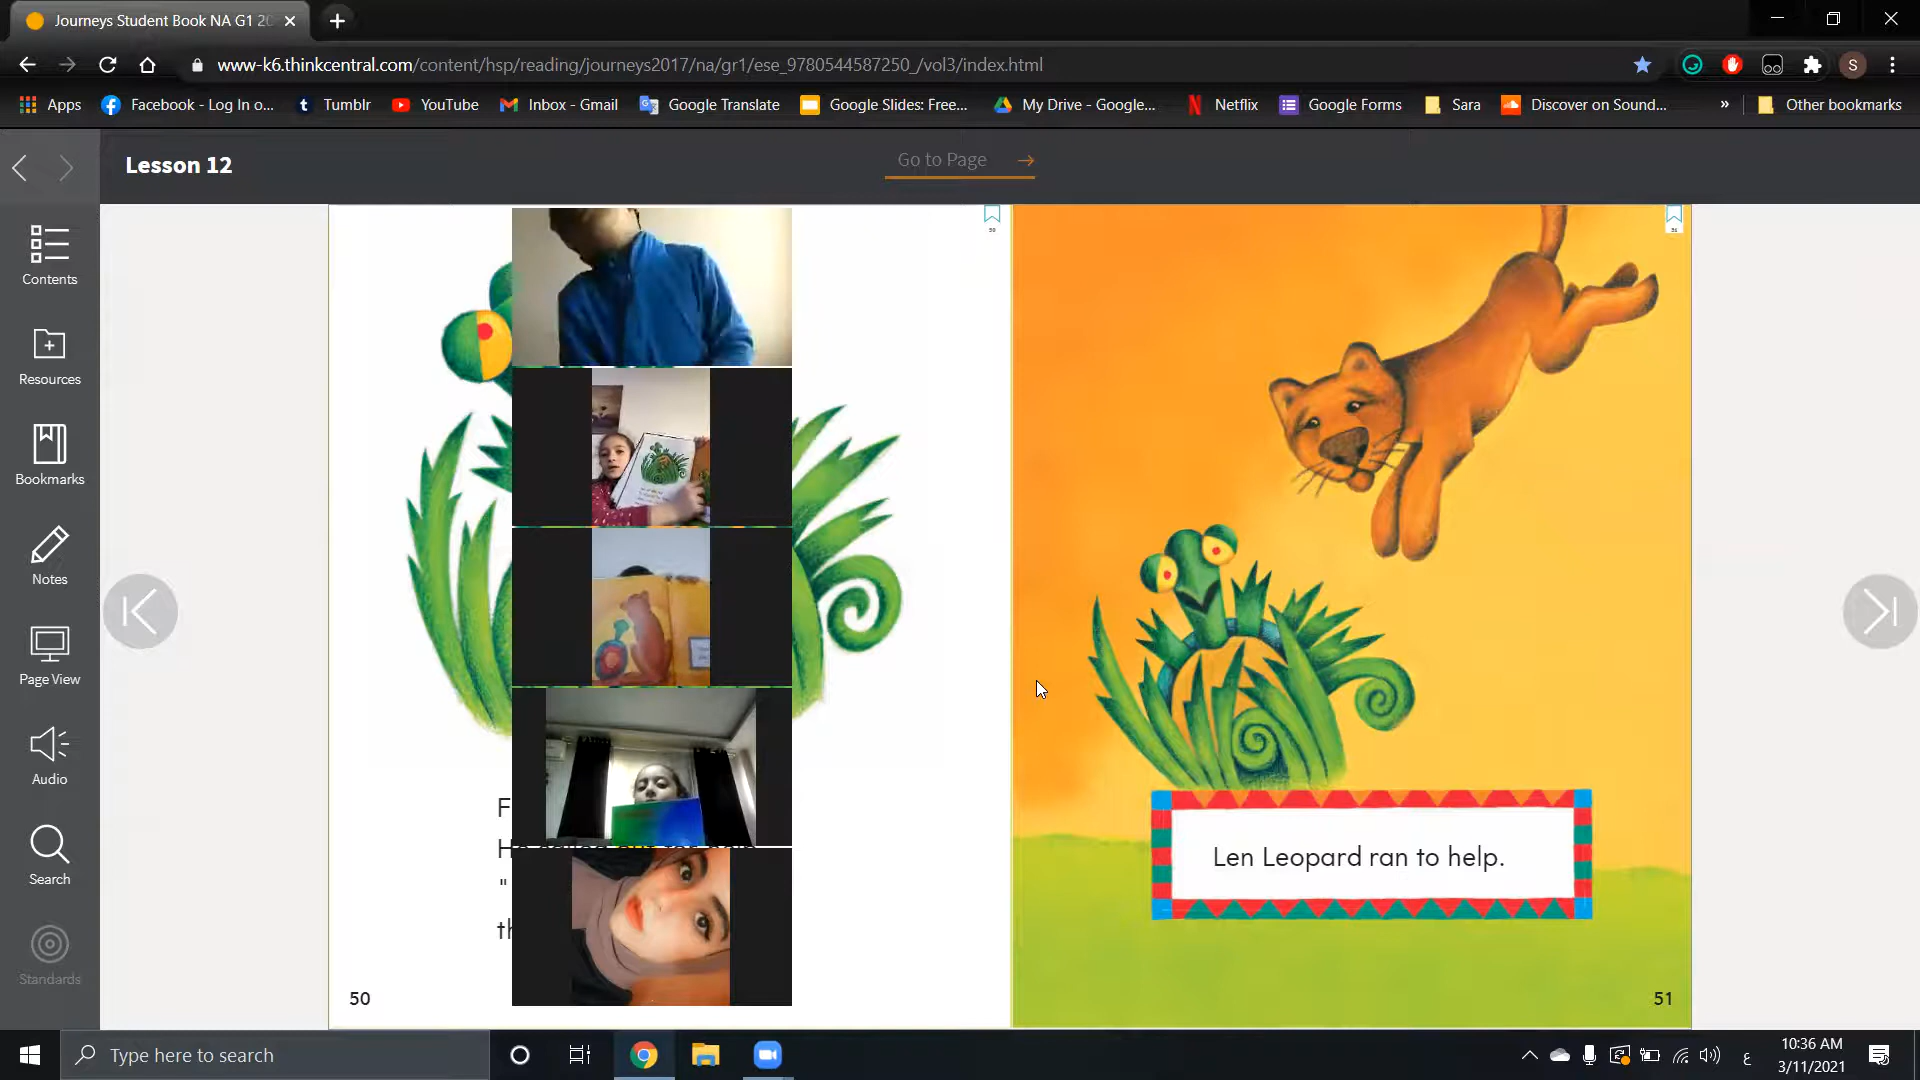 Journeys Student Book NA G1 20
www-k6.thinkcentral.com/content/hsp/reading/journeys2017/na/gr1/ese_9780544587250_/vol3/index.html
S
Apps
Facebook - Log In o...
Tumblr
YouTube
Inbox - Gmail
Google Translate
Google Slides: Free...
My Drive - Google...
Netflix
Google Forms
Sara
Discover on Sound...
»
Other bookmarks
Lesson 12
Go to Page
Contents
Resources
Bookmarks
Notes
Page View
Audio
Search
Standards
50
51
Len Leopard ran to help.
50
51
Type here to search
ع
10:36 AM
3/11/2021